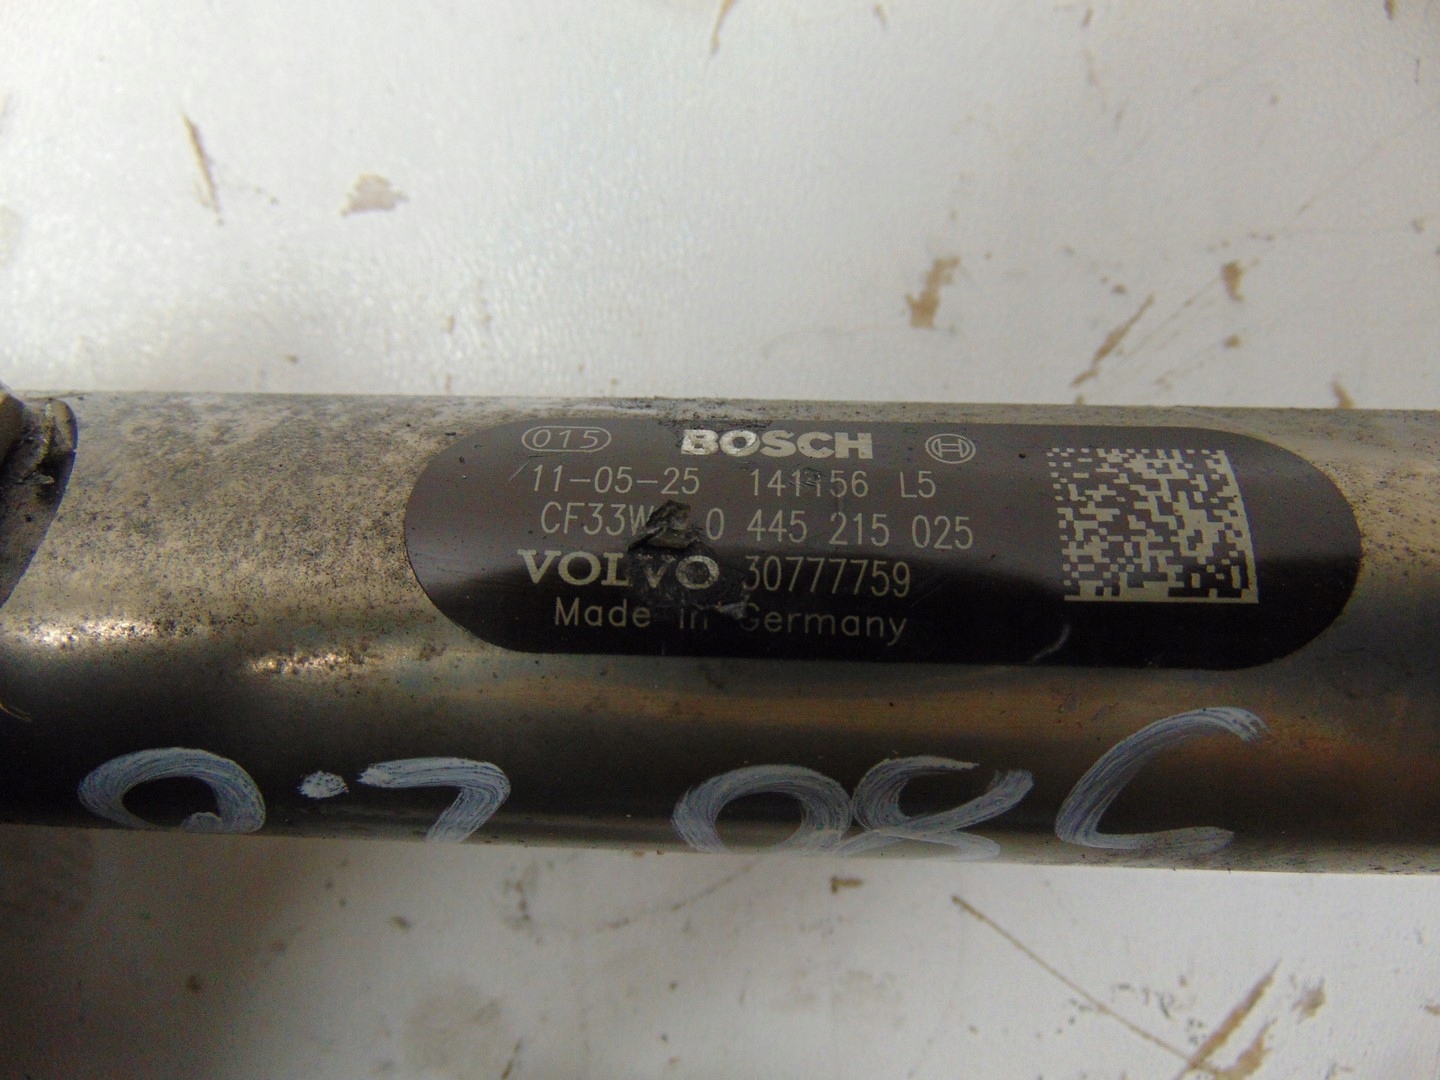 015 BOSCH
11-05-25 141156 L5
0 445 215 025
VOLVO 30777759
Made in Germany